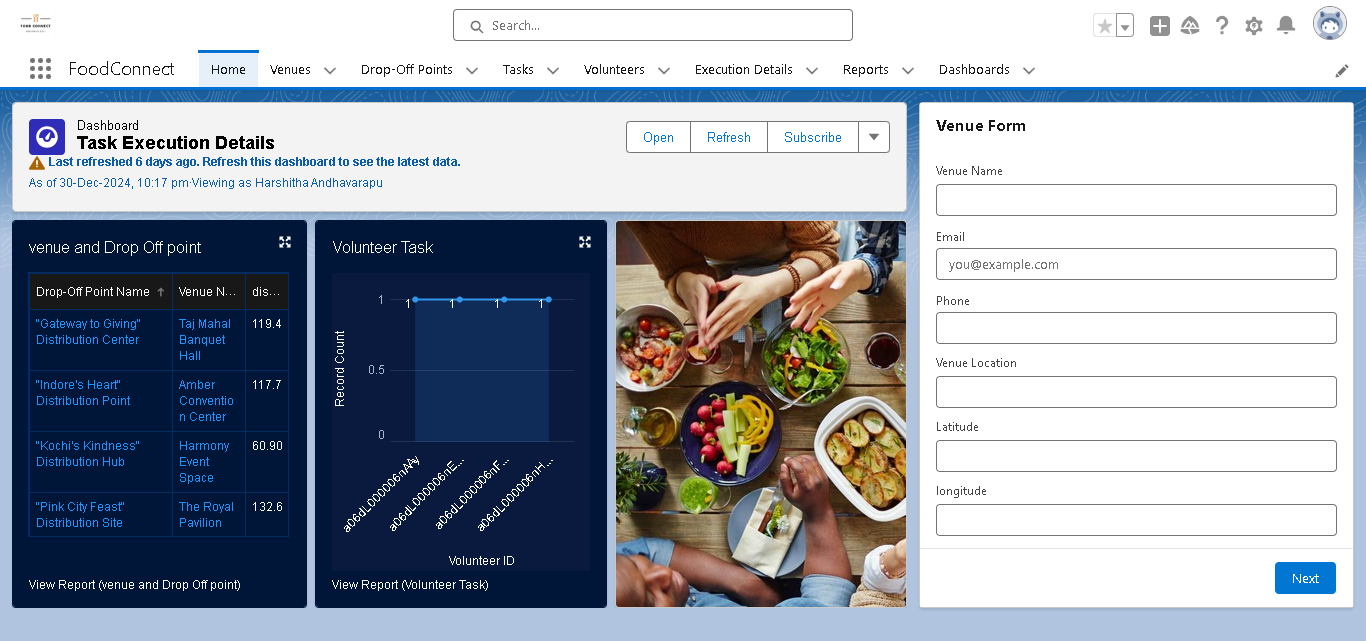 FOOD CONNECT
Search...
FoodConnect
Home
Venues
Drop-Off Points
Tasks
Volunteers
Execution Details
Reports
Dashboards
Dashboard
Task Execution Details
Last refreshed 6 days ago. Refresh this dashboard to see the latest data.
As of 30-Dec-2024, 10:17 pm·Viewing as Harshitha Andhavarapu
Open
Refresh
Subscribe
venue and Drop Off point
Drop-Off Point Name ↑ Venue N... dis...
"Gateway to Giving" Taj Mahal 119.4
Distribution Center Banquet
Hall
"Indore's Heart" Amber 117.7
Distribution Point Conventio
n Center
"Kochi's Kindness" Harmony 60.90
Distribution Hub Event
Space
"Pink City Feast" The Royal 132.6
Distribution Site Pavilion
View Report (venue and Drop Off point)
Volunteer Task
Record Count
1
0.5
0
1 1 1 1
a06dL000006nAAy
a06dL000006nE...
a06dL000006nF...
a06dL000006nH...
Volunteer ID
View Report (Volunteer Task)
Venue Form
Venue Name
Email
you@example.com
Phone
Venue Location
Latitude
longitude
Next